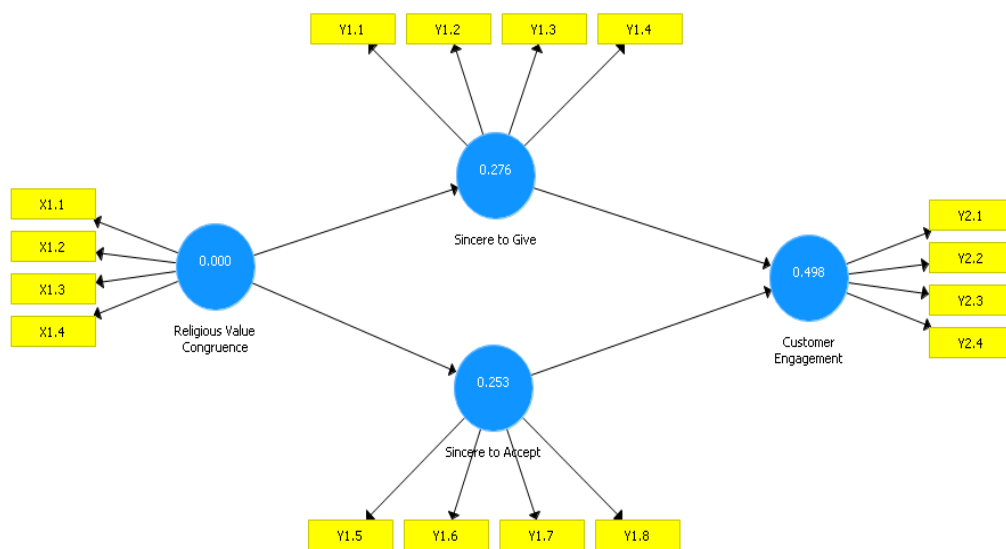 Y1.1
Y1.2
Y1.3
Y1.4
0.276
Sincere to Give
X1.1
X1.2
X1.3
X1.4
0.000
Religious Value
Congruence
Y2.1
Y2.2
Y2.3
Y2.4
0.498
Customer
Engagement
0.253
Sincere to Accept
Y1.5
Y1.6
Y1.7
Y1.8